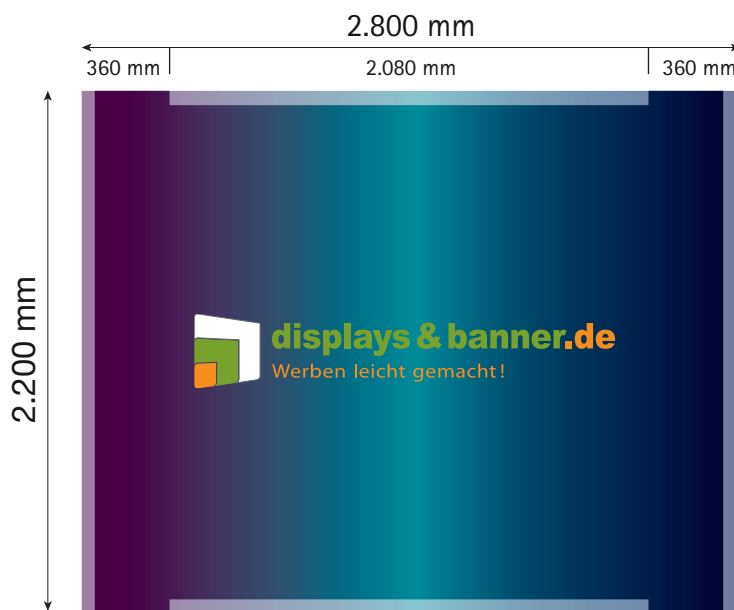 2.800 mm
360 mm
2.080 mm
360 mm
2.200 mm
displays & banner.de
Werben leicht gemacht!